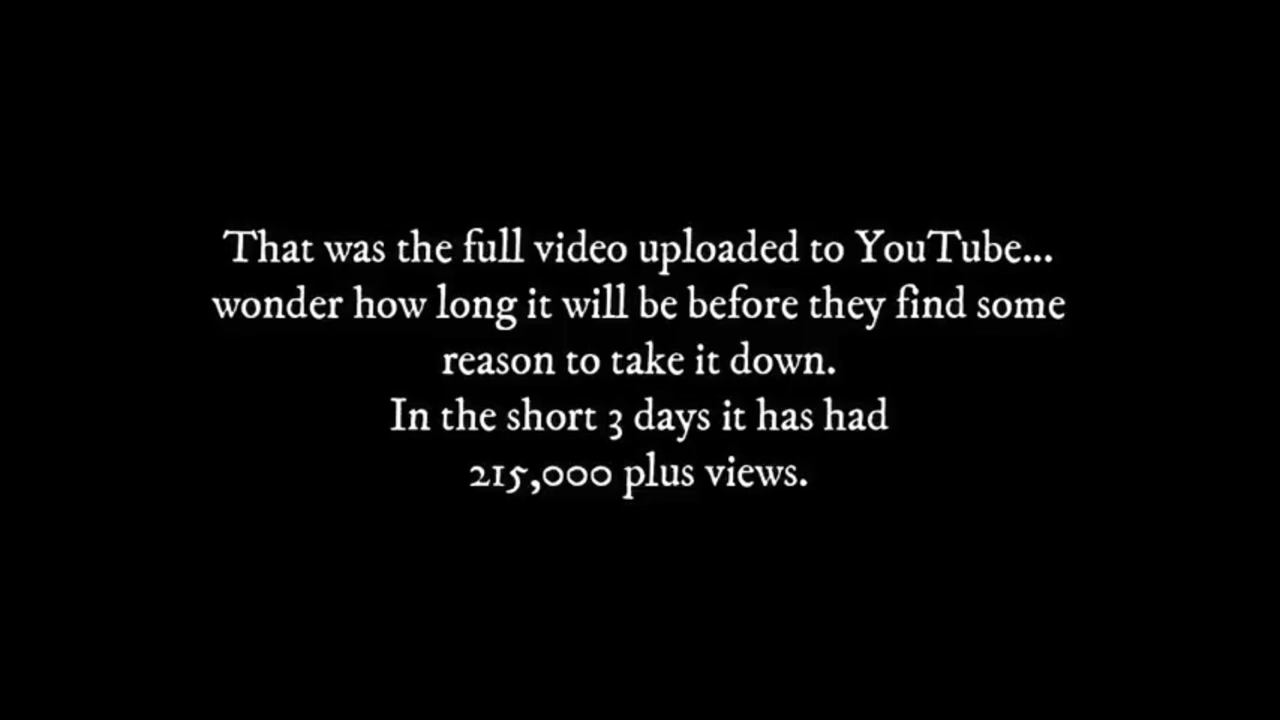 That was the full video uploaded to YouTube...
wonder how long it will be before they find some
reason to take it down.
In the short 3 days it has had
215,000 plus views.